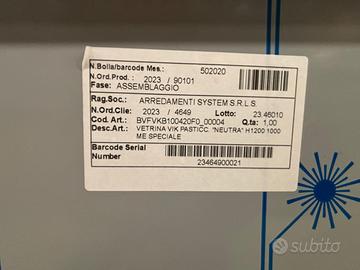 N.Bolla/barcode Mes.: 502020
N.Ord.Prod. : 2023 / 90101
Fase: ASSEMBLAGGIO
Rag.Soc.: ARREDAMENTI SYSTEM S.R.L.S.
N.Ord.Clie: 2023 / 4649 Lotto: 23.46010
Cod. Art.: BVFVKB100420F0_00004 Q.ta: 1,00
Desc.Art.: VETRINA VIK PASTICC. "NEUTRA" H1200 1000
ME SPECIALE
Barcode Serial
Number 23464900021
subito